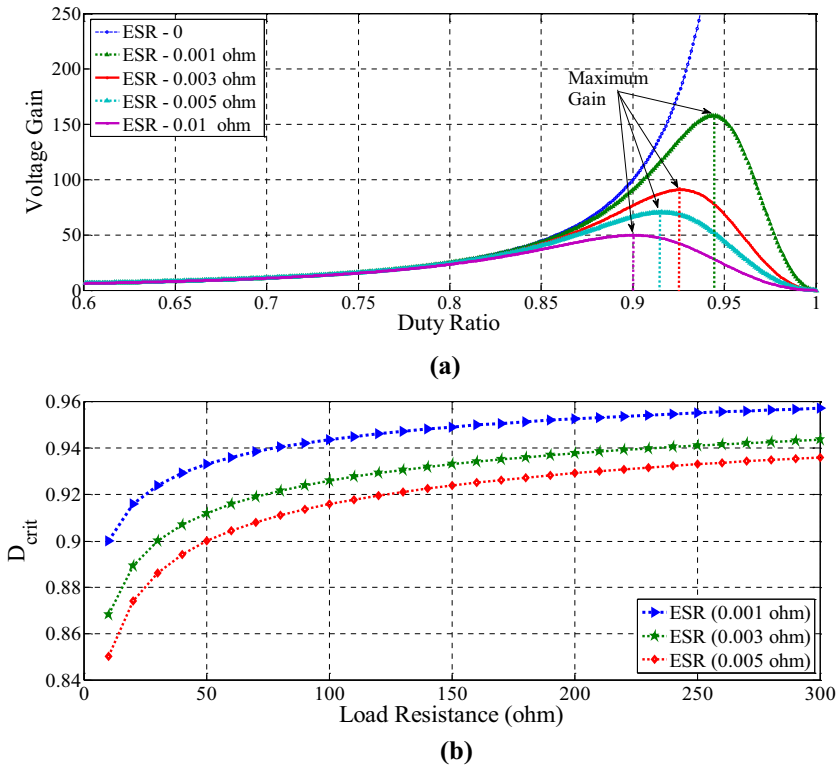 250
200
150
100
50
0
Voltage Gain
ESR - 0
ESR - 0.001 ohm
ESR - 0.003 ohm
ESR - 0.005 ohm
ESR - 0.01 ohm
Maximum
Gain
0.6
0.65
0.7
0.75
0.8
0.85
0.9
0.95
1
Duty Ratio
(a)
0.96
0.94
0.92
0.9
0.88
0.86
0.84
D_crit
ESR (0.001 ohm)
ESR (0.003 ohm)
ESR (0.005 ohm)
0
50
100
150
200
250
300
Load Resistance (ohm)
(b)